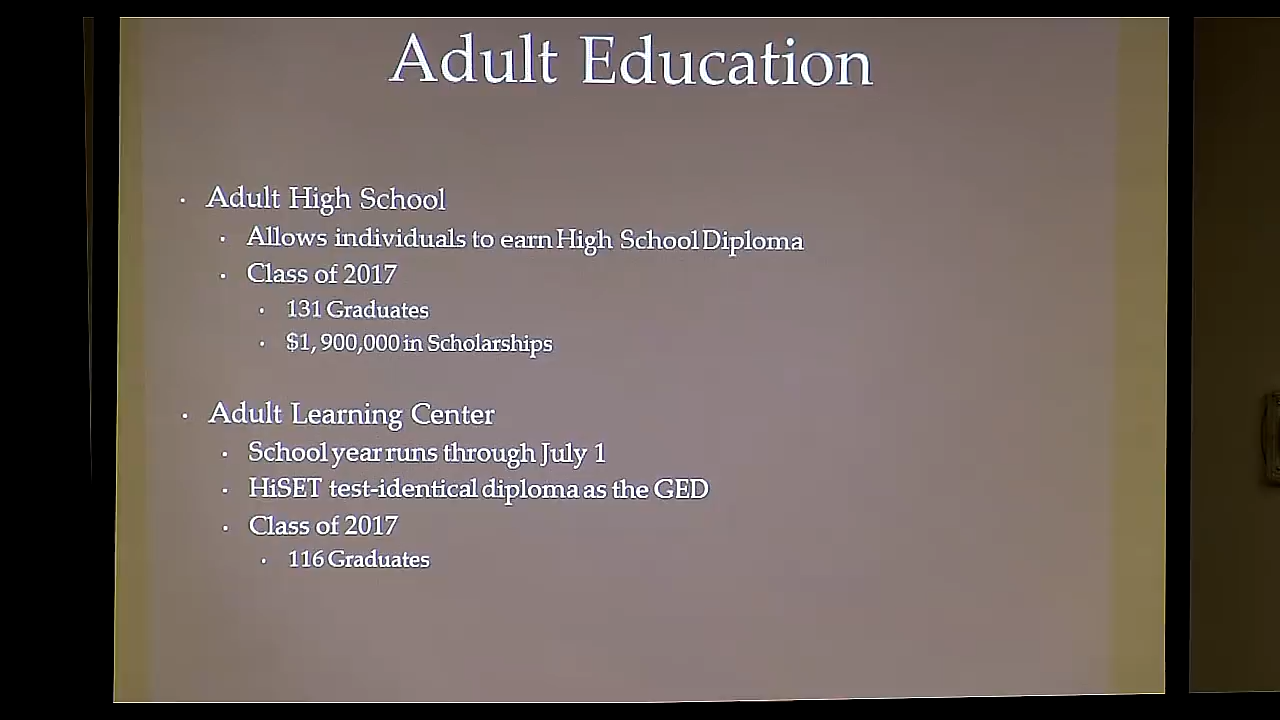 Adult Education
· Adult High School
· Allows individuals to earn High School Diploma
· Class of 2017
· 131 Graduates
· $1, 900,000 in Scholarships
· Adult Learning Center
· School year runs through July 1
· HiSET test-identical diploma as the GED
· Class of 2017
· 116 Graduates